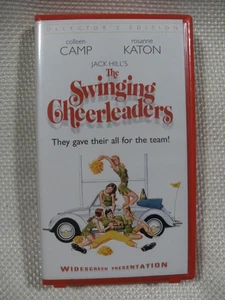 COLLECTOR'S EDITION
colleen rosanne
CAMP KATON
JACK HILL'S
The
Swinging
Cheerleaders
They gave their all for the team!
WIDESCREEN PRESENTATION